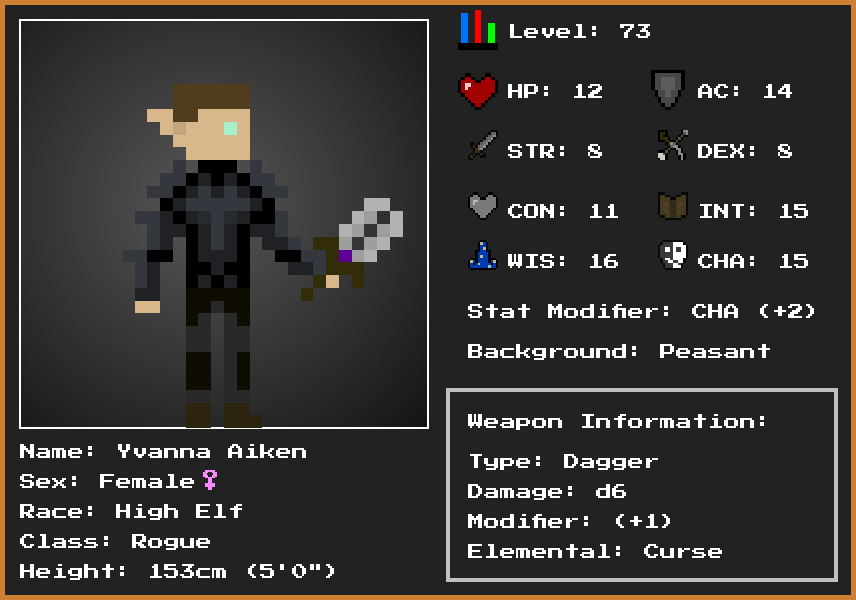 Level: 73
HP: 12 AC: 14
STR: 8 DEX: 8
CON: 11 INT: 15
WIS: 16 CHA: 15
Stat Modifier: CHA (+2)
Background: Peasant
Weapon Information:
Type: Dagger
Damage: d6
Modifier: (+1)
Elemental: Curse
Name: Yvanna Aiken
Sex: Female♀
Race: High Elf
Class: Rogue
Height: 153cm (5'0")